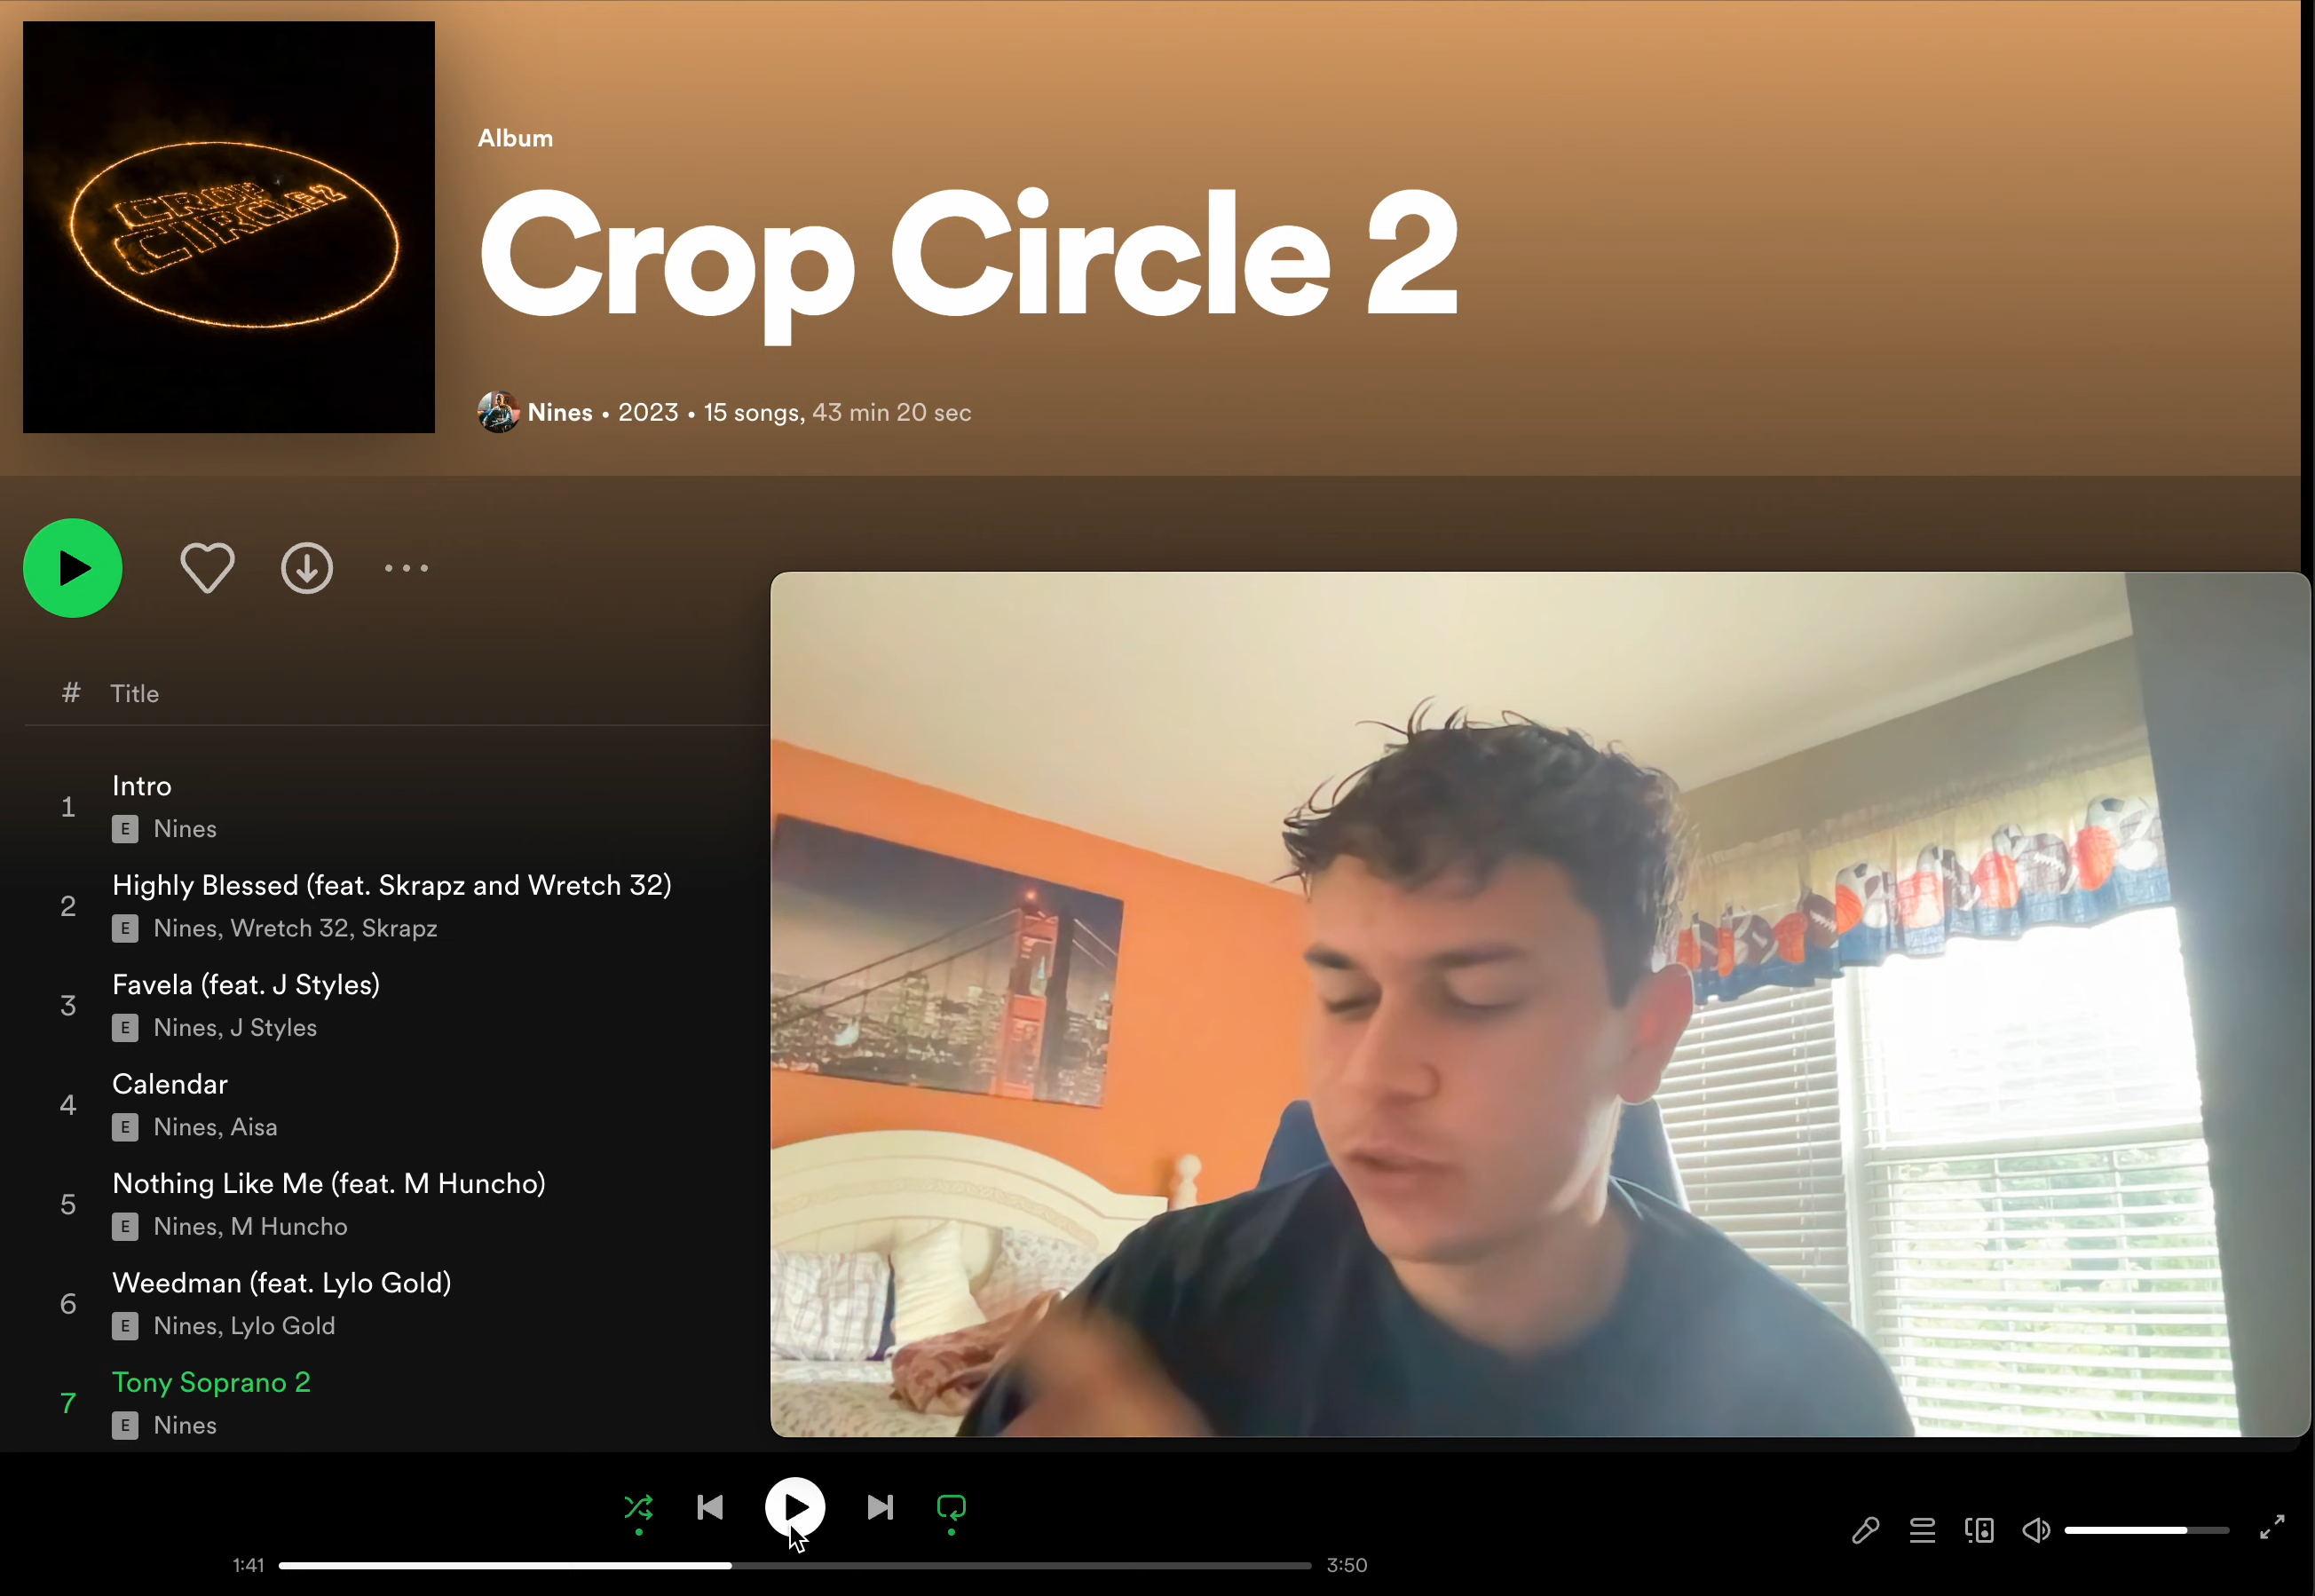 CROP
CIRCLE 2
Album
Crop Circle 2
Nines • 2023 • 15 songs, 43 min 20 sec
# Title
1 Intro
E Nines
2 Highly Blessed (feat. Skrapz and Wretch 32)
E Nines, Wretch 32, Skrapz
3 Favela (feat. J Styles)
E Nines, J Styles
4 Calendar
E Nines, Aisa
5 Nothing Like Me (feat. M Huncho)
E Nines, M Huncho
6 Weedman (feat. Lylo Gold)
E Nines, Lylo Gold
7 Tony Soprano 2
E Nines
1:41 3:50